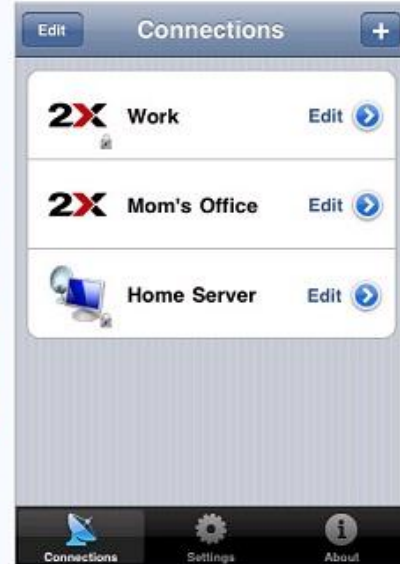 Edit Connections +
2X Work Edit
2X Mom's Office Edit
Home Server Edit
Connections Settings About